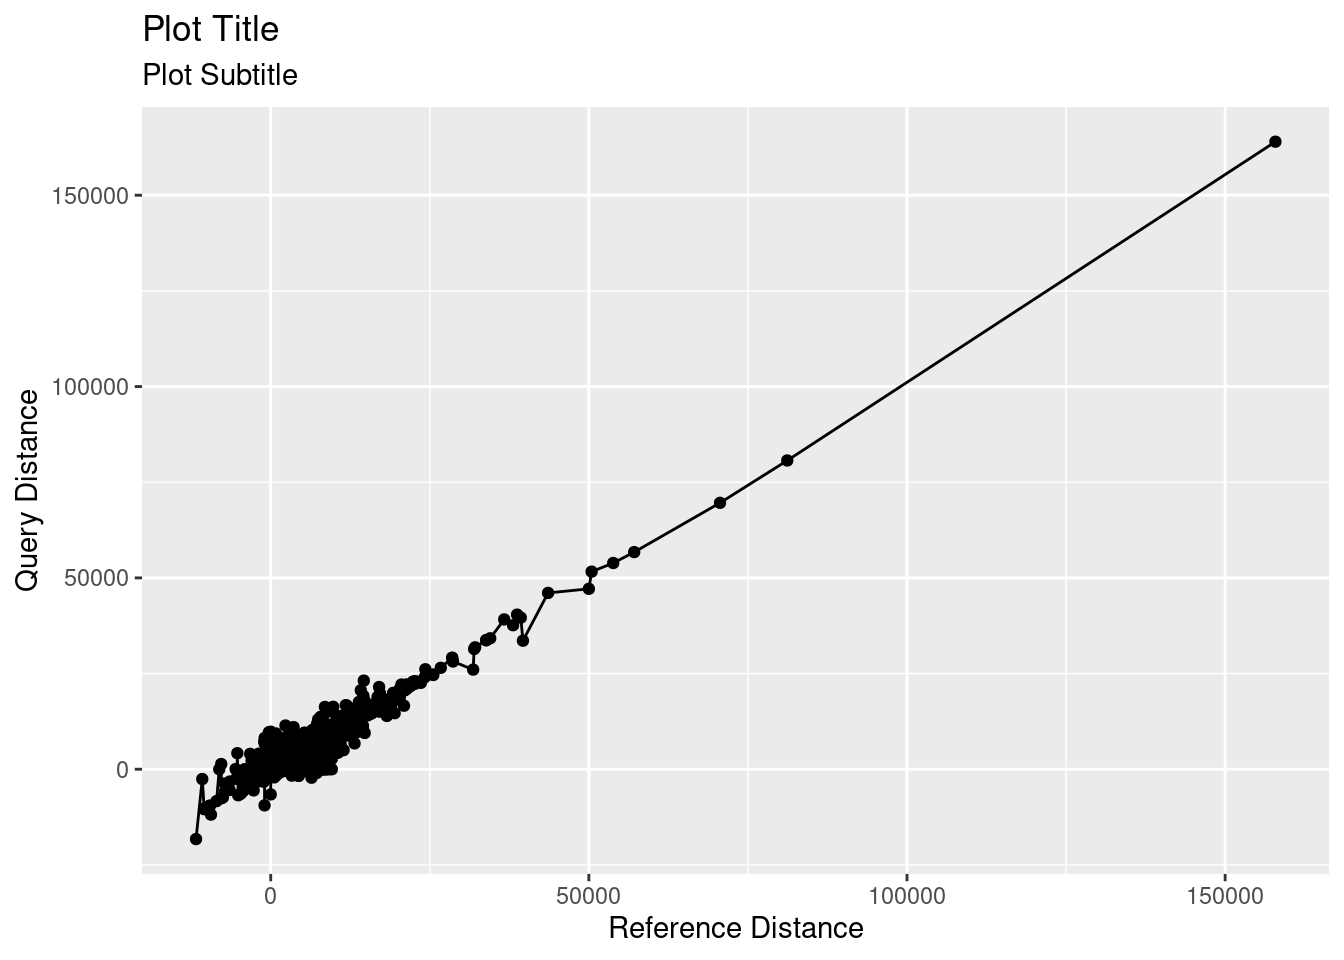 Plot Title
Plot Subtitle
150000
100000
50000
0
Query Distance
0 50000 100000 150000
Reference Distance